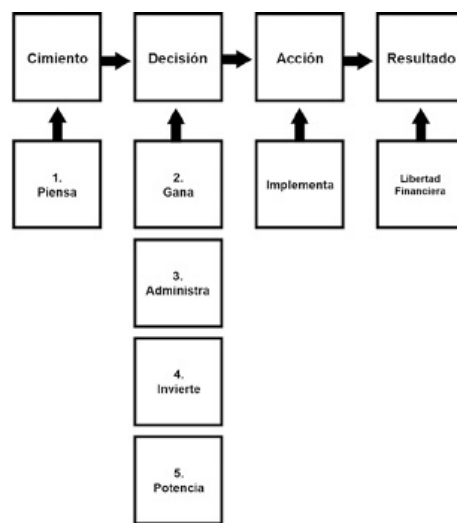 Cimiento
Decisión
Acción
Resultado
1.
Piensa
2.
Gana
Implementa
Libertad
Financiera
3.
Administra
4.
Invierte
5.
Potencia